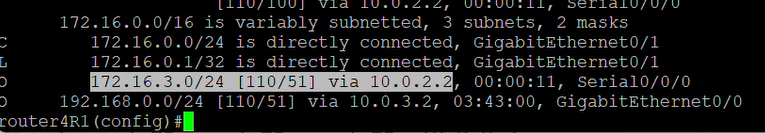 [110/100] via 10.0.2.2, 00:00:11, Serial0/0/0
172.16.0.0/16 is variably subnetted, 3 subnets, 2 masks
C 172.16.0.0/24 is directly connected, GigabitEthernet0/1
L 172.16.0.1/32 is directly connected, GigabitEthernet0/1
O 172.16.3.0/24 [110/51] via 10.0.2.2, 00:00:11, Serial0/0/0
O 192.168.0.0/24 [110/51] via 10.0.3.2, 03:43:00, GigabitEthernet0/0
router4R1(config)#